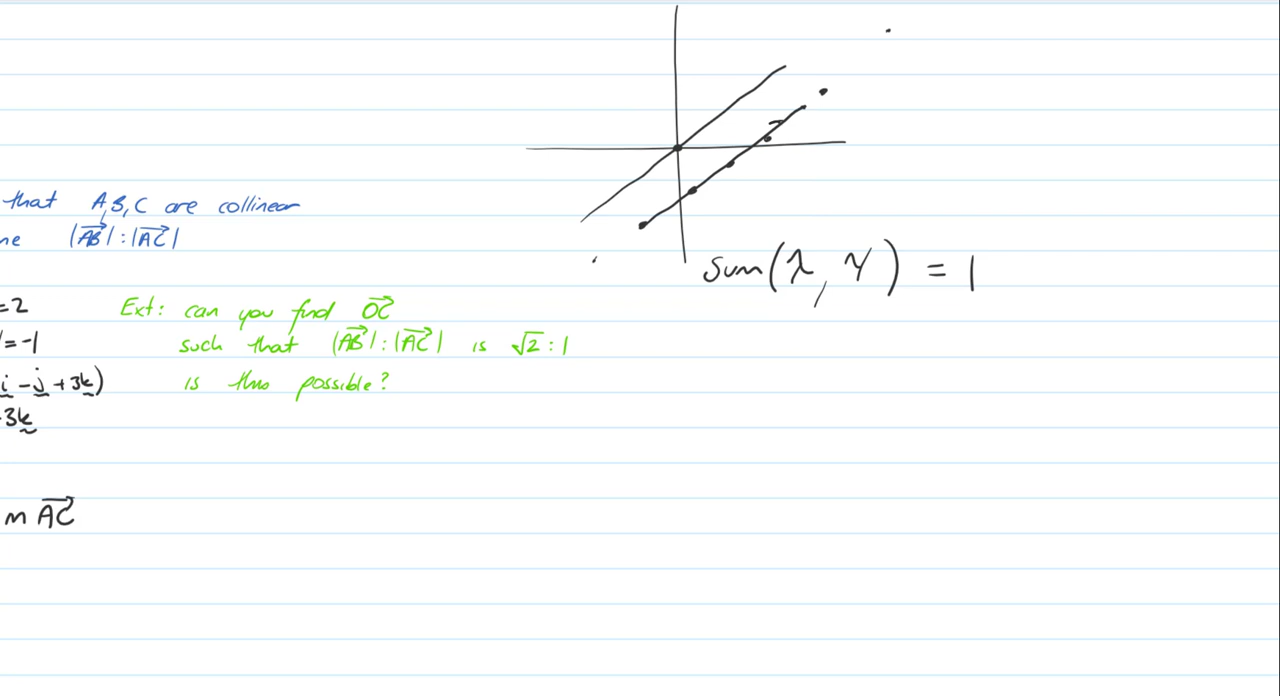 that A,B,C are collinear
ne |AB|:|AC|
sum(λ, γ) = 1
=2
=-1
Ext: can you find OC
such that |AB|:|AC| is √2:1
is this possible?
i - j + 3k)
3k
m AC